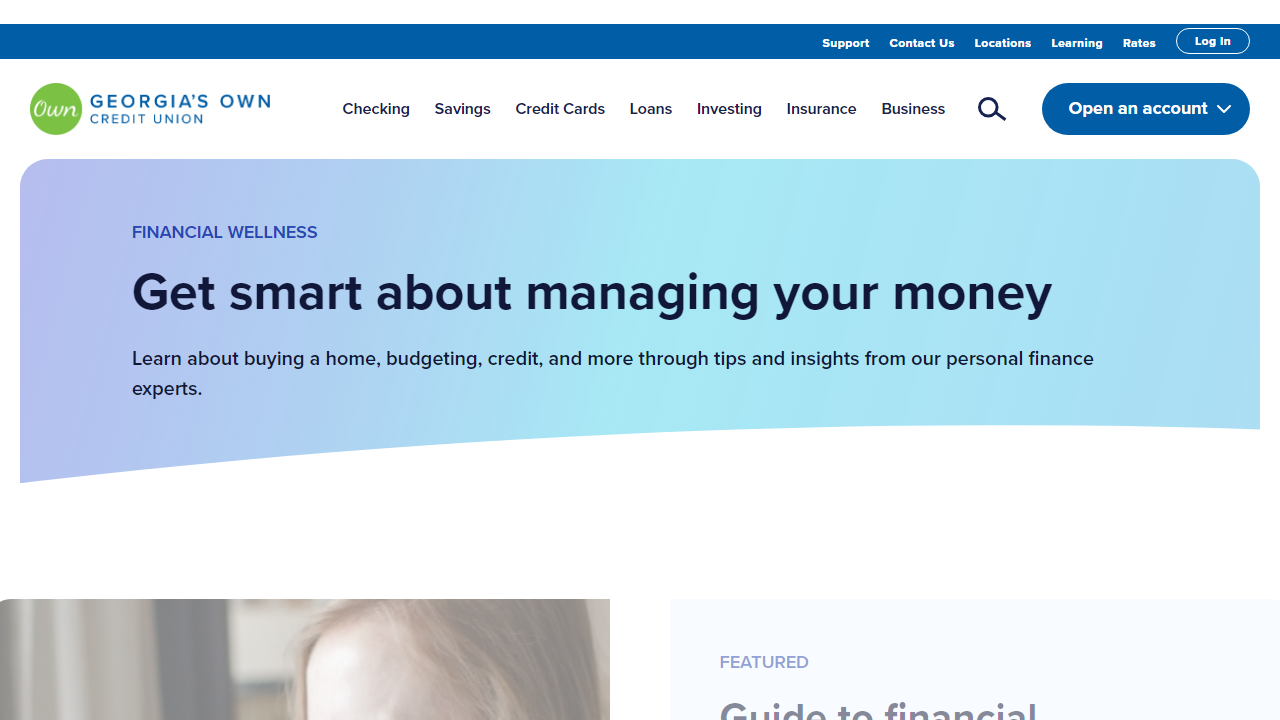 Support Contact Us Locations Learning Rates Log In
Own GEORGIA'S OWN
CREDIT UNION
Checking Savings Credit Cards Loans Investing Insurance Business Open an account
FINANCIAL WELLNESS
Get smart about managing your money
Learn about buying a home, budgeting, credit, and more through tips and insights from our personal finance
experts.
FEATURED
Guide to financial